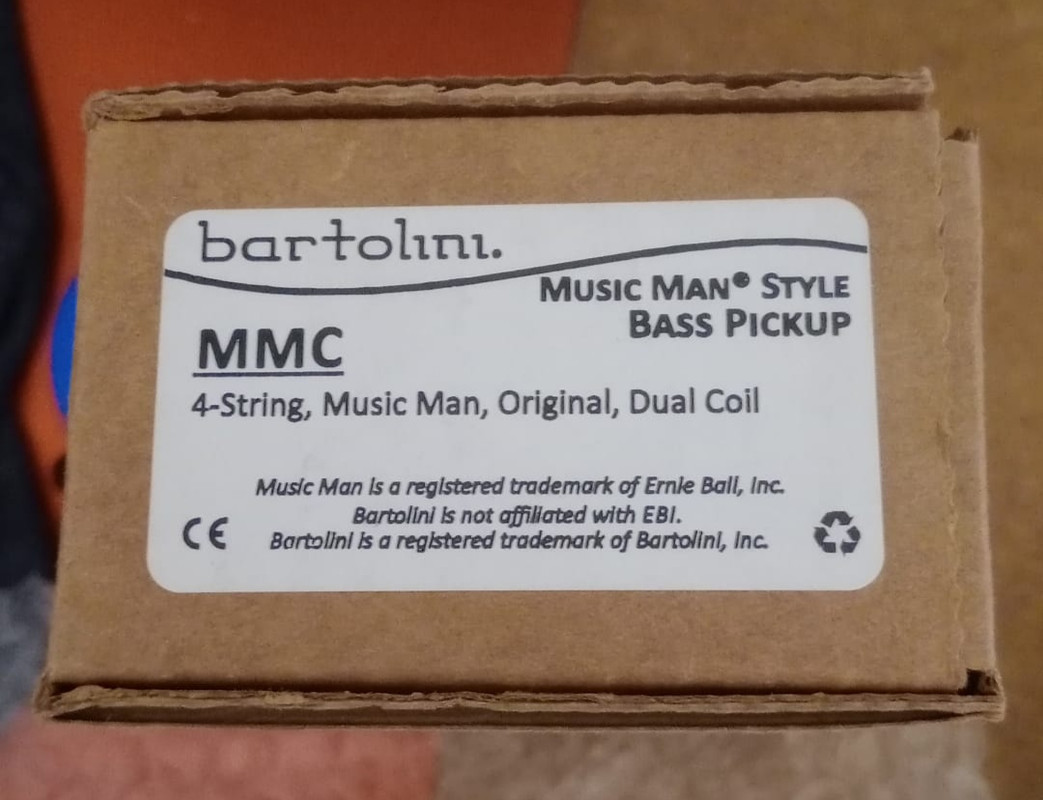 bartolini.
MUSIC MAN® STYLE
BASS PICKUP
MMC
4-String, Music Man, Original, Dual Coil
Music Man is a registered trademark of Ernie Ball, Inc.
Bartolini is not affiliated with EBI.
CE Bartolini is a registered trademark of Bartolini, Inc.